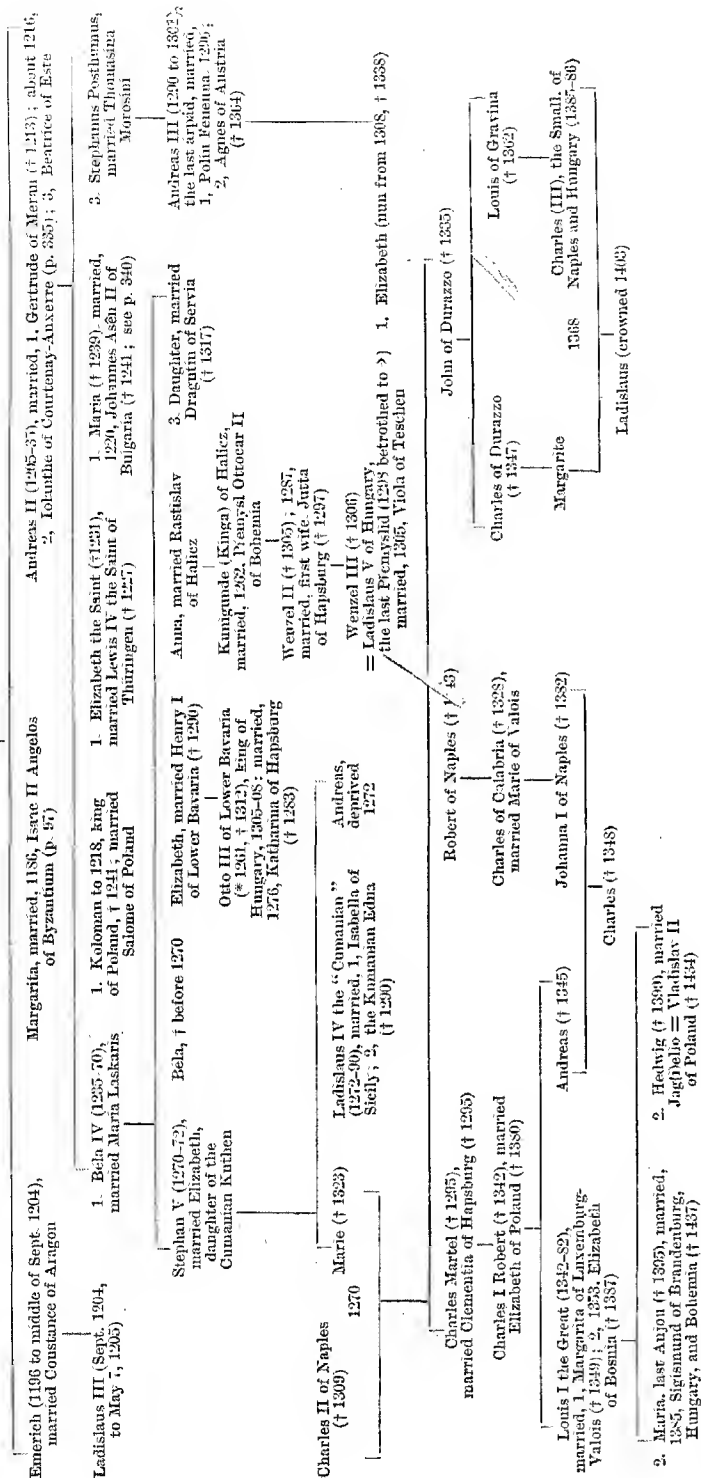 Emerich (1196 to middle of Sept. 1204),
married Constance of Aragon
Margarita, married, 1186, Isaac II Angelos
of Byzantium (p. 97)
Andreas II (1205-35), married, 1, Gertrude of Meran († 1213); about 1216,
2, Iolanthe of Courtenay-Auxerre (p. 335); 3, Beatrice of Este
Ladislaus III (Sept. 1204,
to May 7, 1205)
1. Béla IV (1235-70),
married Maria Laskaris
1. Koloman to 1218, king
of Poland, † 1241; married
Salome of Poland
1. Elizabeth the Saint (†1231),
married Lewis IV the Saint of
Thüringen († 1227)
1. Maria († 1239), married,
1220, Johannes Asên II of
Bulgaria († 1241; see p. 340)
3. Stephanus Posthumus,
married Thomasina
Morosini
Stephan V (1270-72),
married Elizabeth,
daughter of the
Cumanian Kuthen
Béla, † before 1270
Elizabeth, married Henry I
of Lower Bavaria († 1290)
Anna, married Rastislav
of Halicz
3. Daughter, married
Dragutin of Servia
(† 1317)
Andreas III (1290 to 1301),
the last arpád, married,
1, Fenenna, 1296;
2, Agnes of Austria
(† 1364)
Otto III of Lower Bavaria
(* 1261, † 1312), king of
Hungary, 1305-08: married,
1276, Katharina of Hapsburg
(† 1283)
Kunigunde (Kinga) of Halicz,
married, 1262, Přemysl Ottocar II
of Bohemia
Charles II of Naples
(† 1309)
1270
Marie († 1323)
Ladislaus IV the "Cumanian"
(1272-90), married, 1, Isabella of
Sicily; 2, the Kumanian Edua
(† 1290)
Andreas,
deprived
1272
Wenzel II († 1305); 1287,
married, first wife, Jutta
of Hapsburg († 1297)
Wenzel III († 1306)
= Ladislaus V of Hungary,
the last Přemyslid (1298 betrothed to >)
married, 1305, Viola of Teschen
1. Elizabeth (nun from 1308, † 1338)
Charles Martel († 1295),
married Clementia of Hapsburg († 1295)
Robert of Naples († 1343)
John of Durazzo († 1335)
Charles I Robert († 1342), married
Elizabeth of Poland († 1380)
Charles of Calabria († 1328),
married Marie of Valois
Charles of Durazzo
(† 1347)
Louis of Gravina
(† 1362)
Louis I the Great (1342-82),
married, 1, Margarita of Luxemburg-
Valois († 1349); 2, 1353, Elizabeth
of Bosnia († 1387)
Andreas († 1345)
Johanna I of Naples († 1382)
Margarite
1368
Charles (III), the Small, of
Naples and Hungary (1385-86)
Charles († 1348)
Ladislaus (crowned 1403)
2. Maria, last Anjou († 1395), married,
1385, Sigismund of Brandenburg,
Hungary, and Bohemia († 1437)
2. Hedwig († 1399), married
Jag(i)ello = Vladislav II
of Poland († 1434)